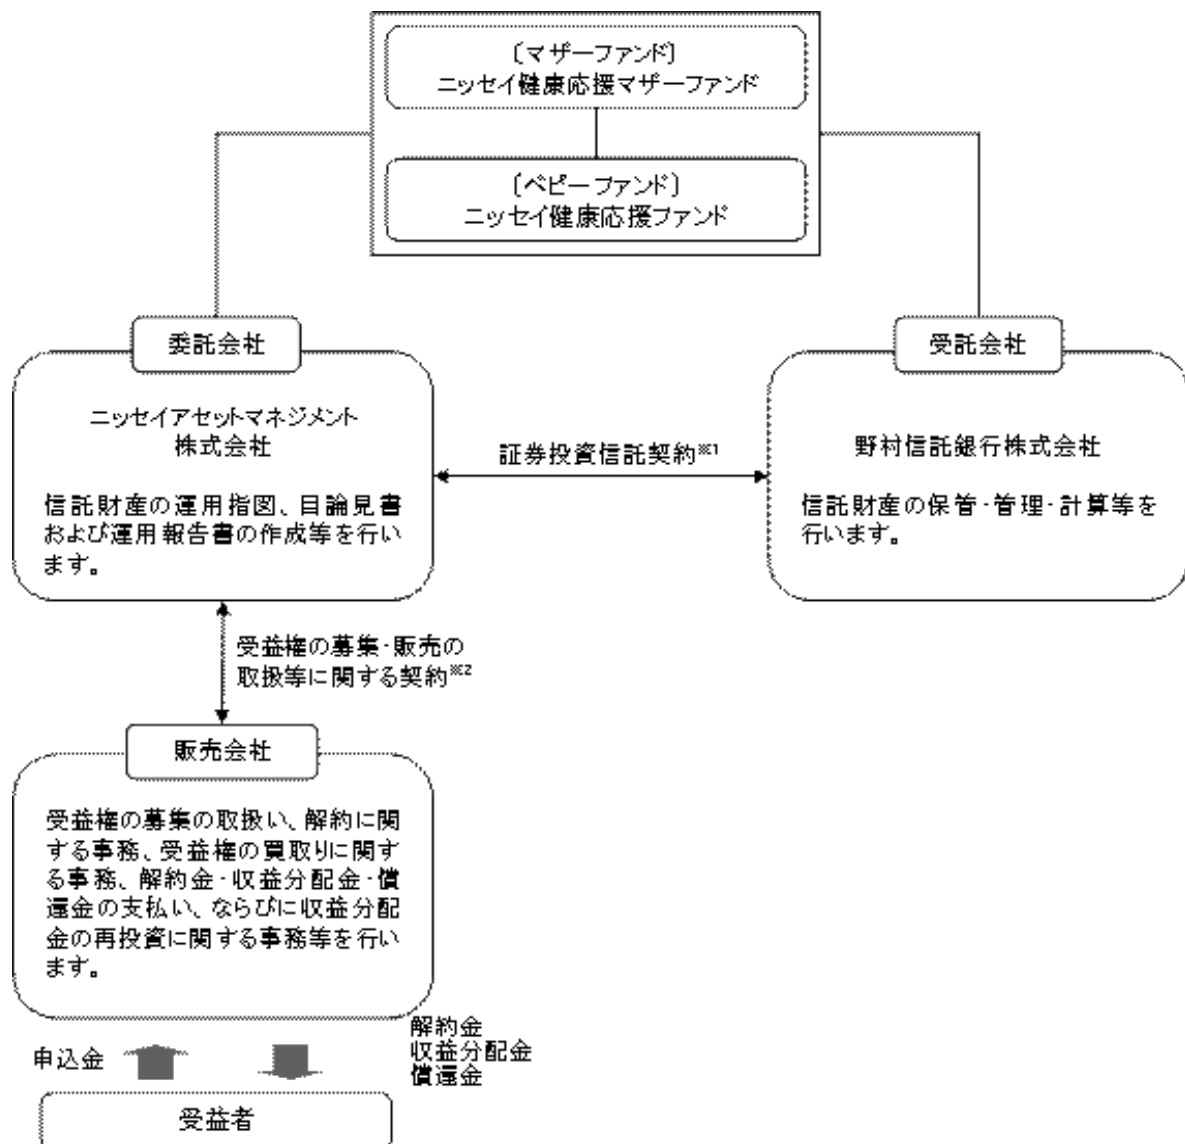 〔マザーファンド〕
ニッセイ健康応援マザーファンド
〔ベビーファンド〕
ニッセイ健康応援ファンド
委託会社
ニッセイアセットマネジメント
株式会社
信託財産の運用指図、目論見書
および運用報告書の作成等を行い
ます。
証券投資信託契約※1
受託会社
野村信託銀行株式会社
信託財産の保管・管理・計算等を
行います。
受益権の募集・販売の
取扱等に関する契約※2
販売会社
受益権の募集の取扱い、解約に関
する事務、受益権の買取りに関す
る事務、解約金・収益分配金・償
還金の支払い、ならびに収益分配
金の再投資に関する事務等を行い
ます。
申込金
解約金
収益分配金
償還金
受益者